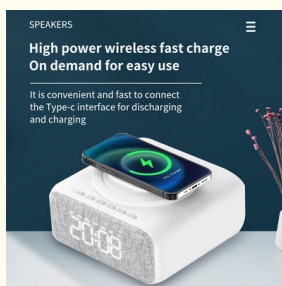 SPEAKERS
High power wireless fast charge
On demand for easy use
It is convenient and fast to connect
the Type-c interface for discharging
and charging
20:08